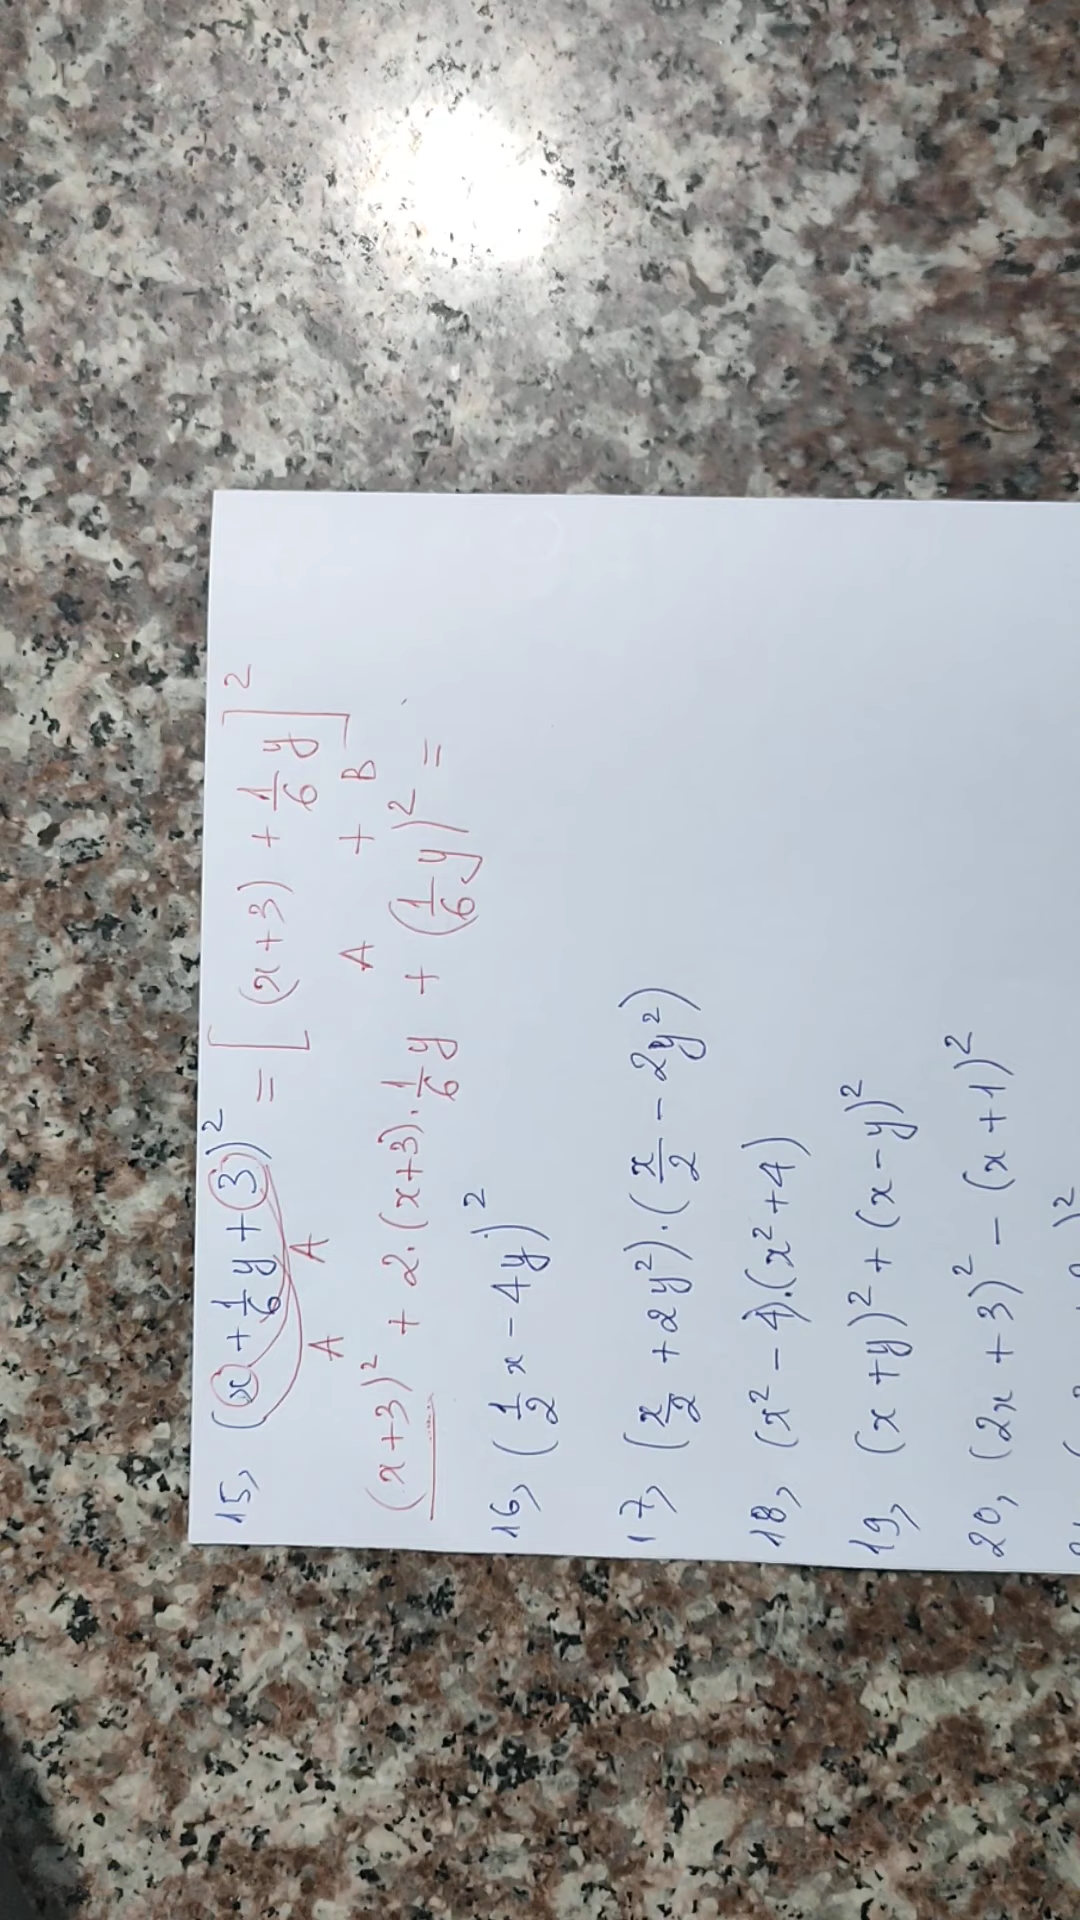 15, (x + 1/6 y + 3)² = [(x+3) + 1/6 y]²
A A A + B
(x+3)² + 2.(x+3).1/6 y + (1/6 y)² =
16, (1/2 x - 4y)²
17, (x/2 + 2y²).(x/2 - 2y²)
18, (x² - 4).(x² + 4)
19, (x + y)² + (x - y)²
20, (2x + 3)² - (x + 1)²